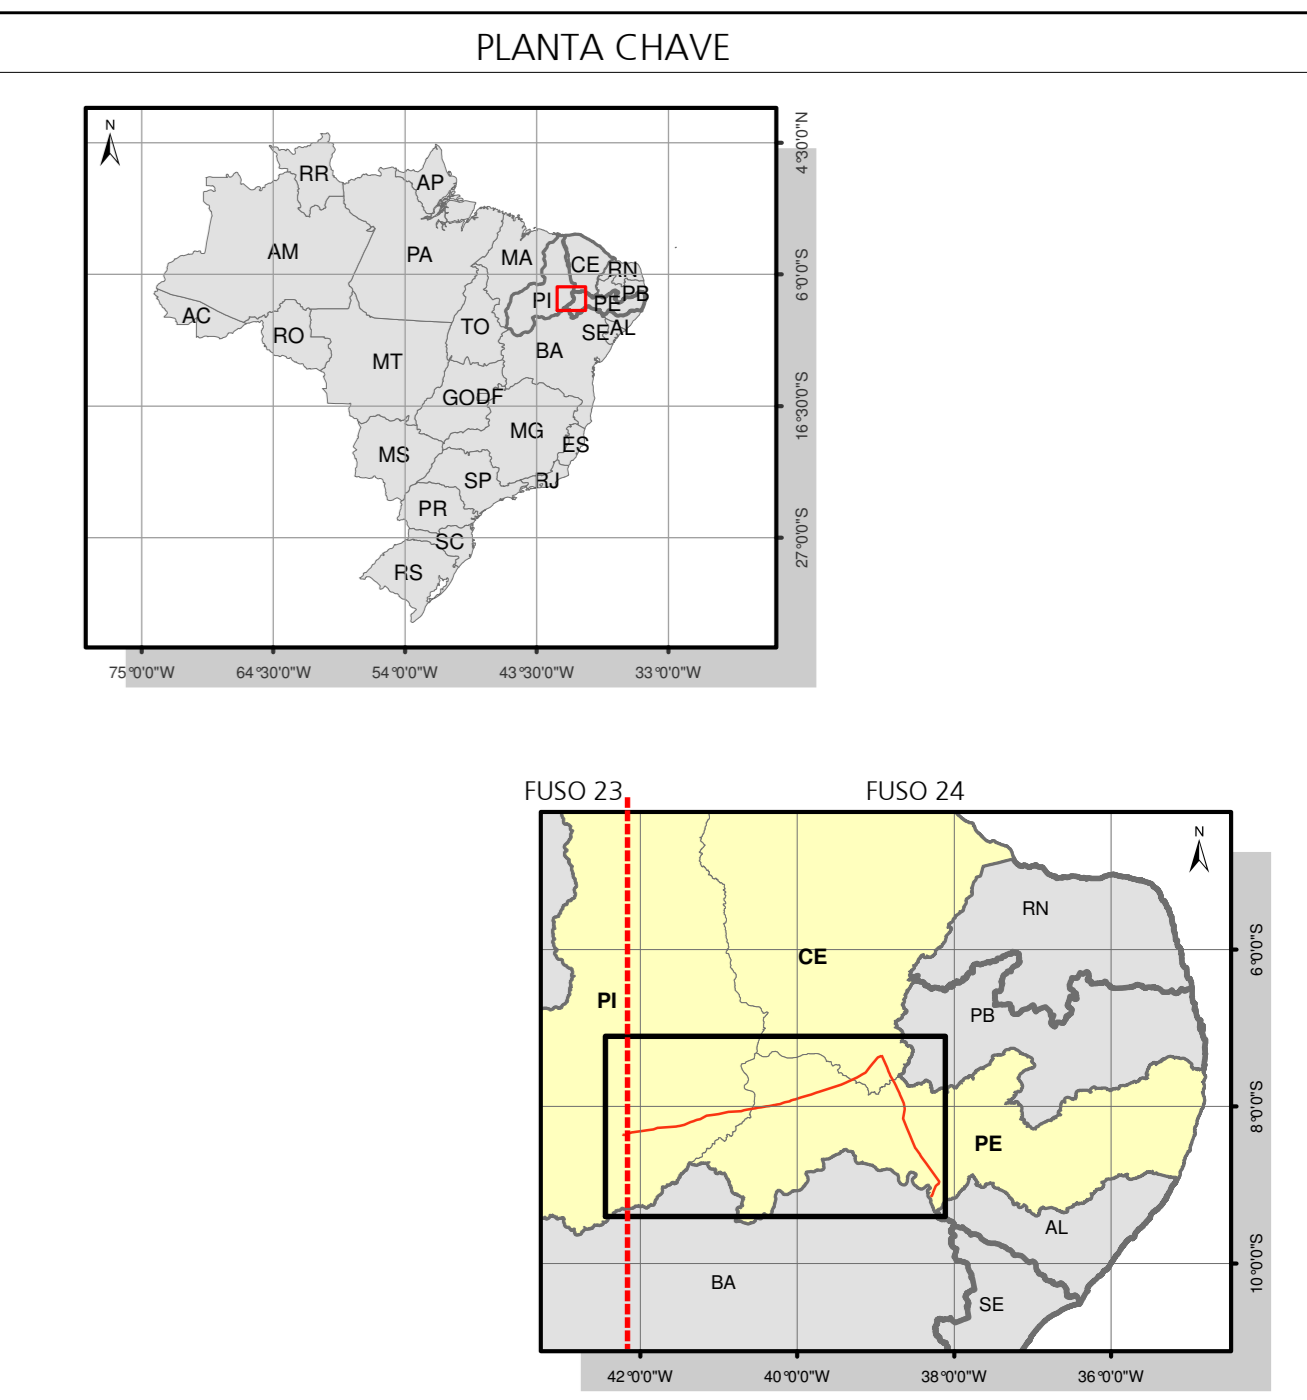 PLANTA CHAVE
N
4°30'0"N
RR
AP
AM
PA
MA
CE
RN
6°0'0"S
PI
PE
PB
AC
RO
TO
SE
AL
MT
BA
GO
DF
16°30'0"S
MG
ES
MS
SP
RJ
PR
SC
27°0'0"S
RS
75°0'0"W
64°30'0"W
54°0'0"W
43°30'0"W
33°0'0"W
FUSO 23
FUSO 24
N
RN
6°0'0"S
CE
PI
PB
8°0'0"S
PE
AL
10°0'0"S
BA
SE
42°0'0"W
40°0'0"W
38°0'0"W
36°0'0"W